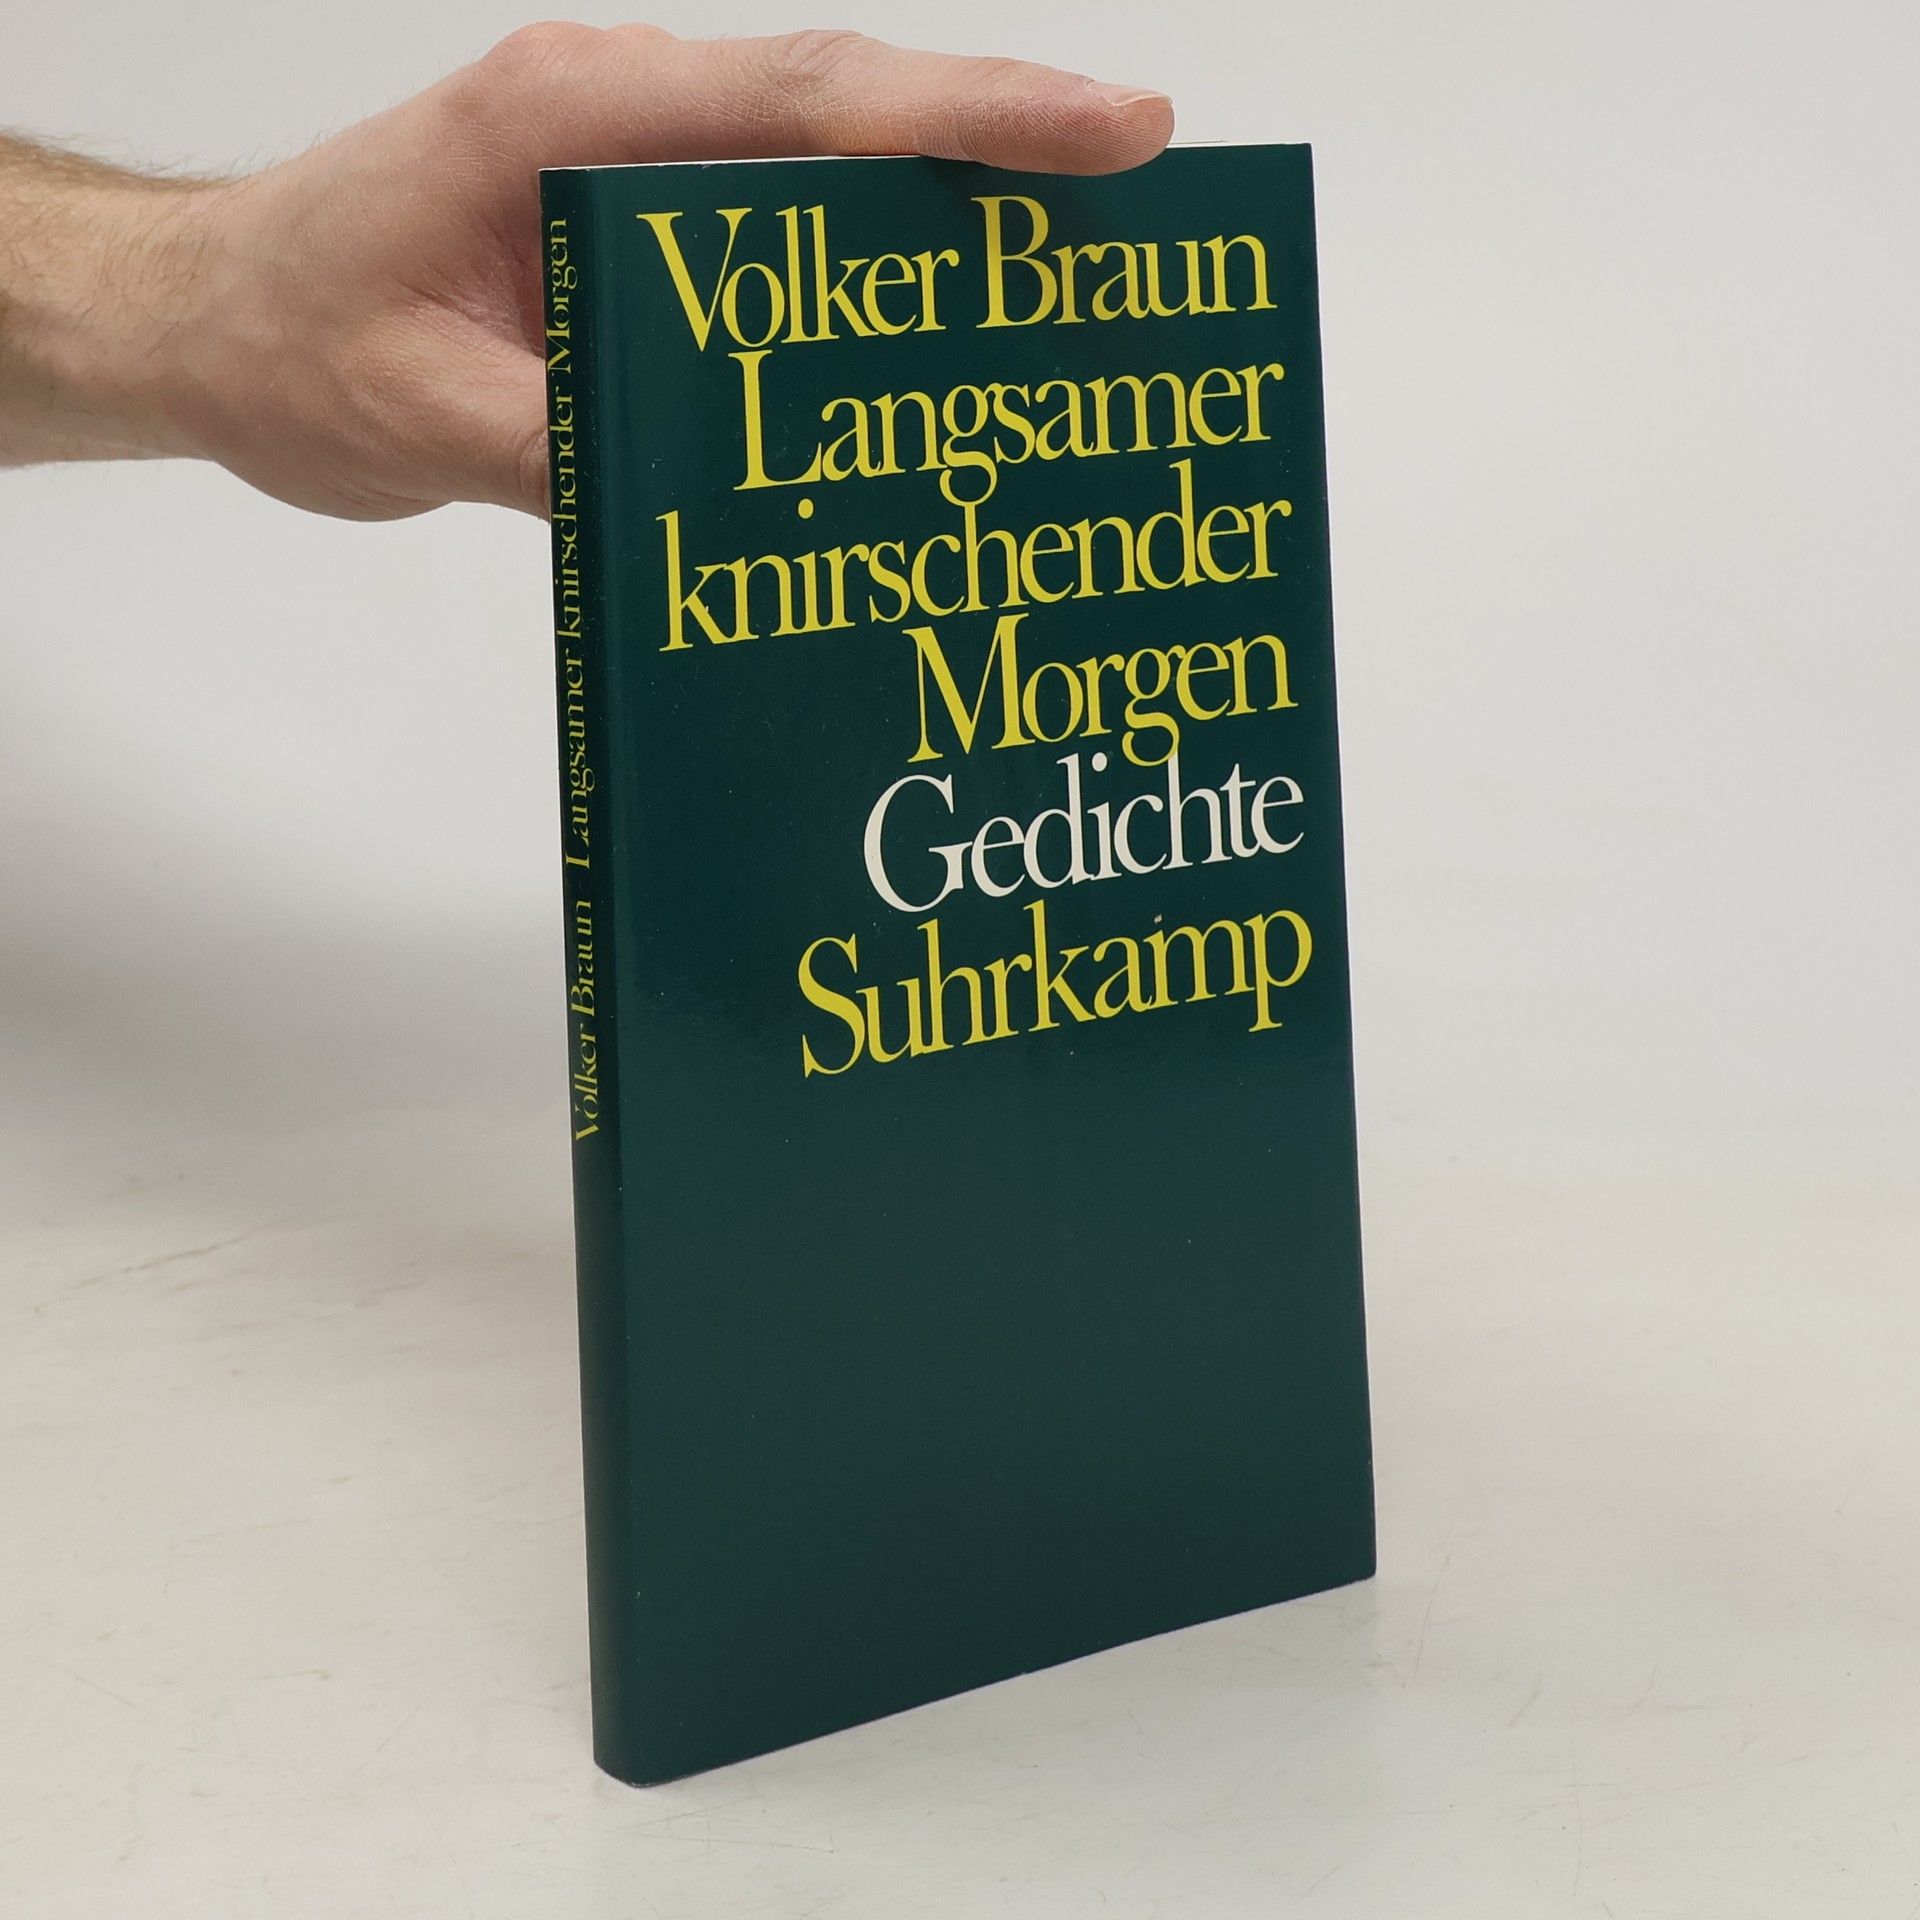 Volker Braun
Langsamer
knirschender
Morgen
Gedichte
Suhrkamp
Volker Braun Langsamer knirschender Morgen